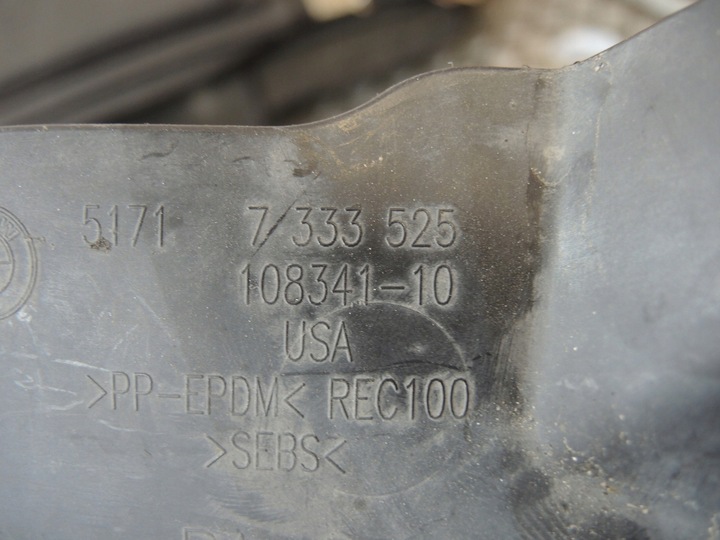 5171 7/333 525
108341-10
USA
>PP-EPDM< REC100
>SEBS<